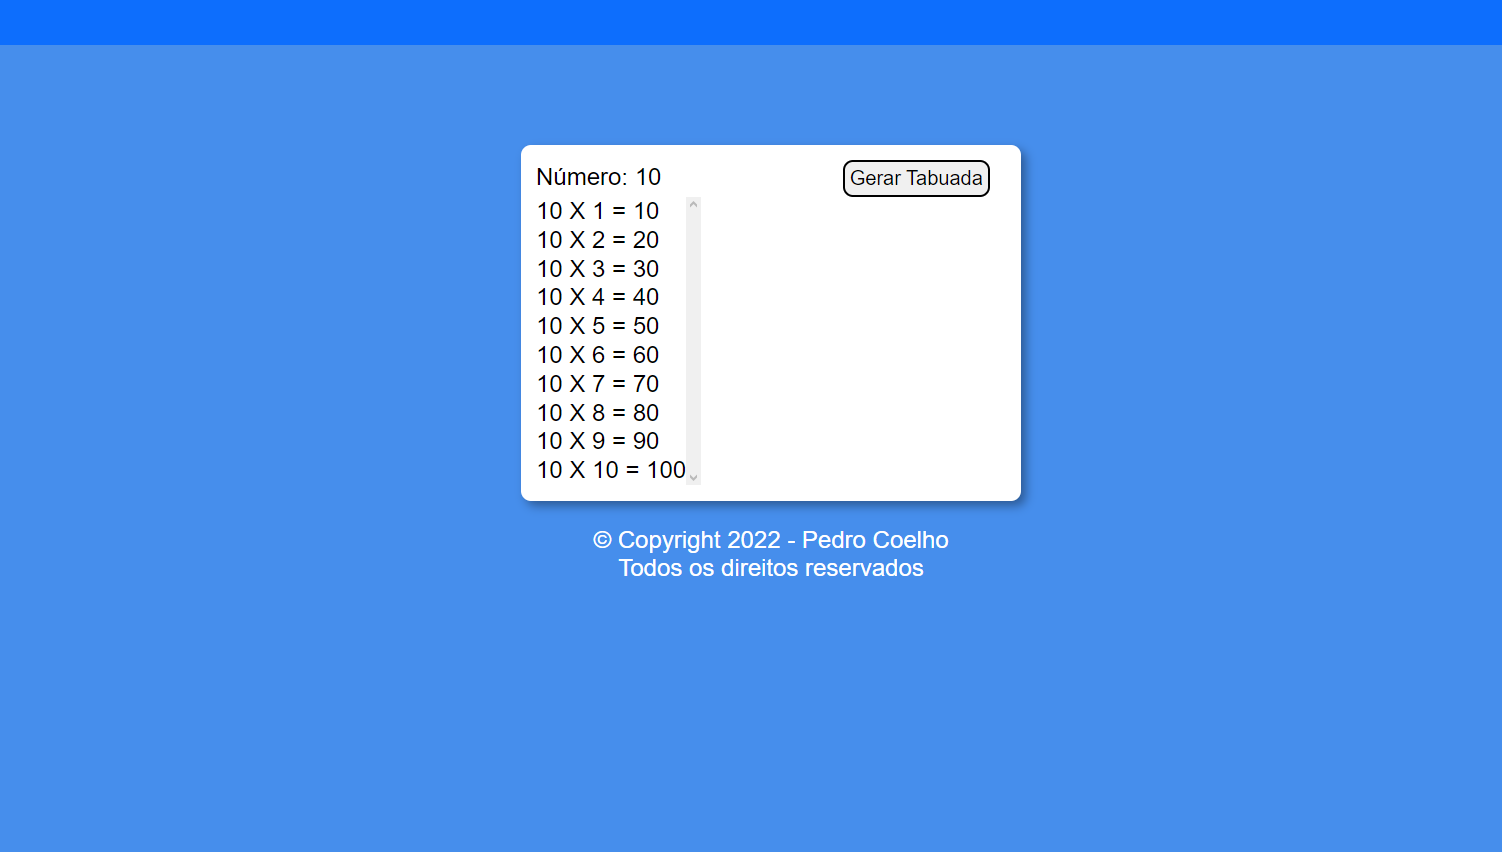 Número: 10
Gerar Tabuada
10 X 1 = 10
10 X 2 = 20
10 X 3 = 30
10 X 4 = 40
10 X 5 = 50
10 X 6 = 60
10 X 7 = 70
10 X 8 = 80
10 X 9 = 90
10 X 10 = 100
© Copyright 2022 - Pedro Coelho
Todos os direitos reservados